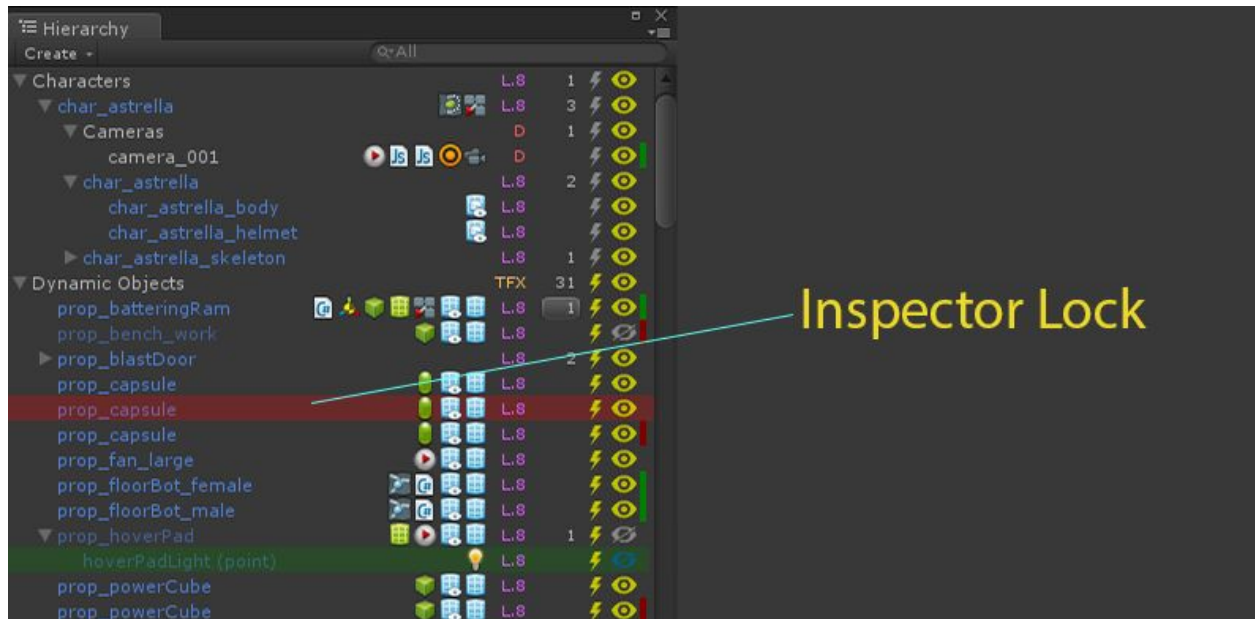 Hierarchy
Create All
Characters L.8 1
char_astrella L.8 3
Cameras D 1
camera_001 Js Js D
char_astrella L.8 2
char_astrella_body L.8
char_astrella_helmet L.8
char_astrella_skeleton L.8 1
Dynamic Objects TFX 31
prop_batteringRam C# L.8 1
prop_bench_work L.8
prop_blastDoor L.8 2
prop_capsule L.8
prop_capsule L.8
prop_capsule L.8
prop_fan_large L.8
prop_floorBot_female C# L.8
prop_floorBot_male C# L.8
prop_hoverPad L.8 1
hoverPadLight (point) L.8
prop_powerCube L.8
prop_powerCube L.8
Inspector Lock